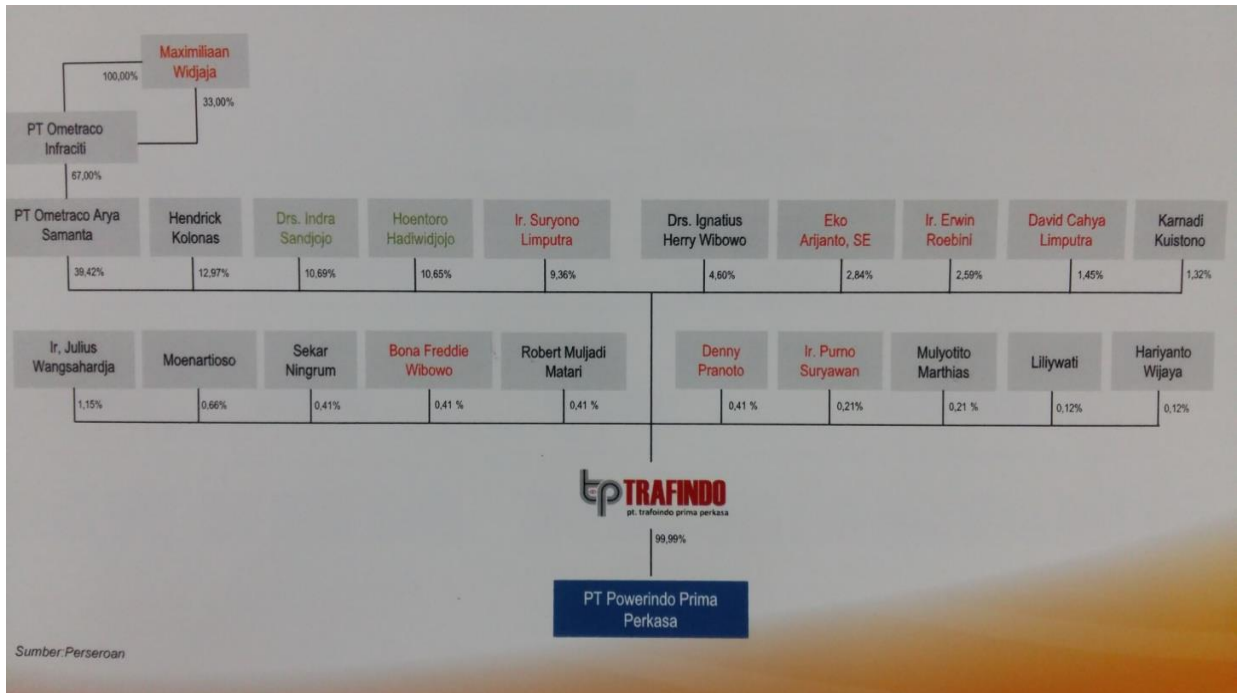 Maximiliaan
Widjaja
100,00%
33,00%
PT Ometraco
Infraciti
67,00%
PT Ometraco Arya
Samanta
Hendrick
Kolonas
Drs. Indra
Sandjojo
Hoentoro
Hadiwidjojo
Ir. Suryono
Limputra
Drs. Ignatius
Herry Wibowo
Eko
Arijanto, SE
Ir. Erwin
Roebini
David Cahya
Limputra
Karnadi
Kuistono
39,42%
12,97%
10,69%
10,65%
9,36%
4,60%
2,84%
2,59%
1,45%
1,32%
Ir, Julius
Wangsahardja
Moenartioso
Sekar
Ningrum
Bona Freddie
Wibowo
Robert Muljadi
Matari
Denny
Pranoto
Ir. Purno
Suryawan
Mulyotito
Marthias
Liliywati
Hariyanto
Wijaya
1,15%
0,66%
0,41%
0,41 %
0,41 %
0,41 %
0,21%
0,21 %
0,12%
0,12%
tp TRAFINDO
pt. trafoindo prima perkasa
99,99%
PT Powerindo Prima
Perkasa
Sumber:Perseroan